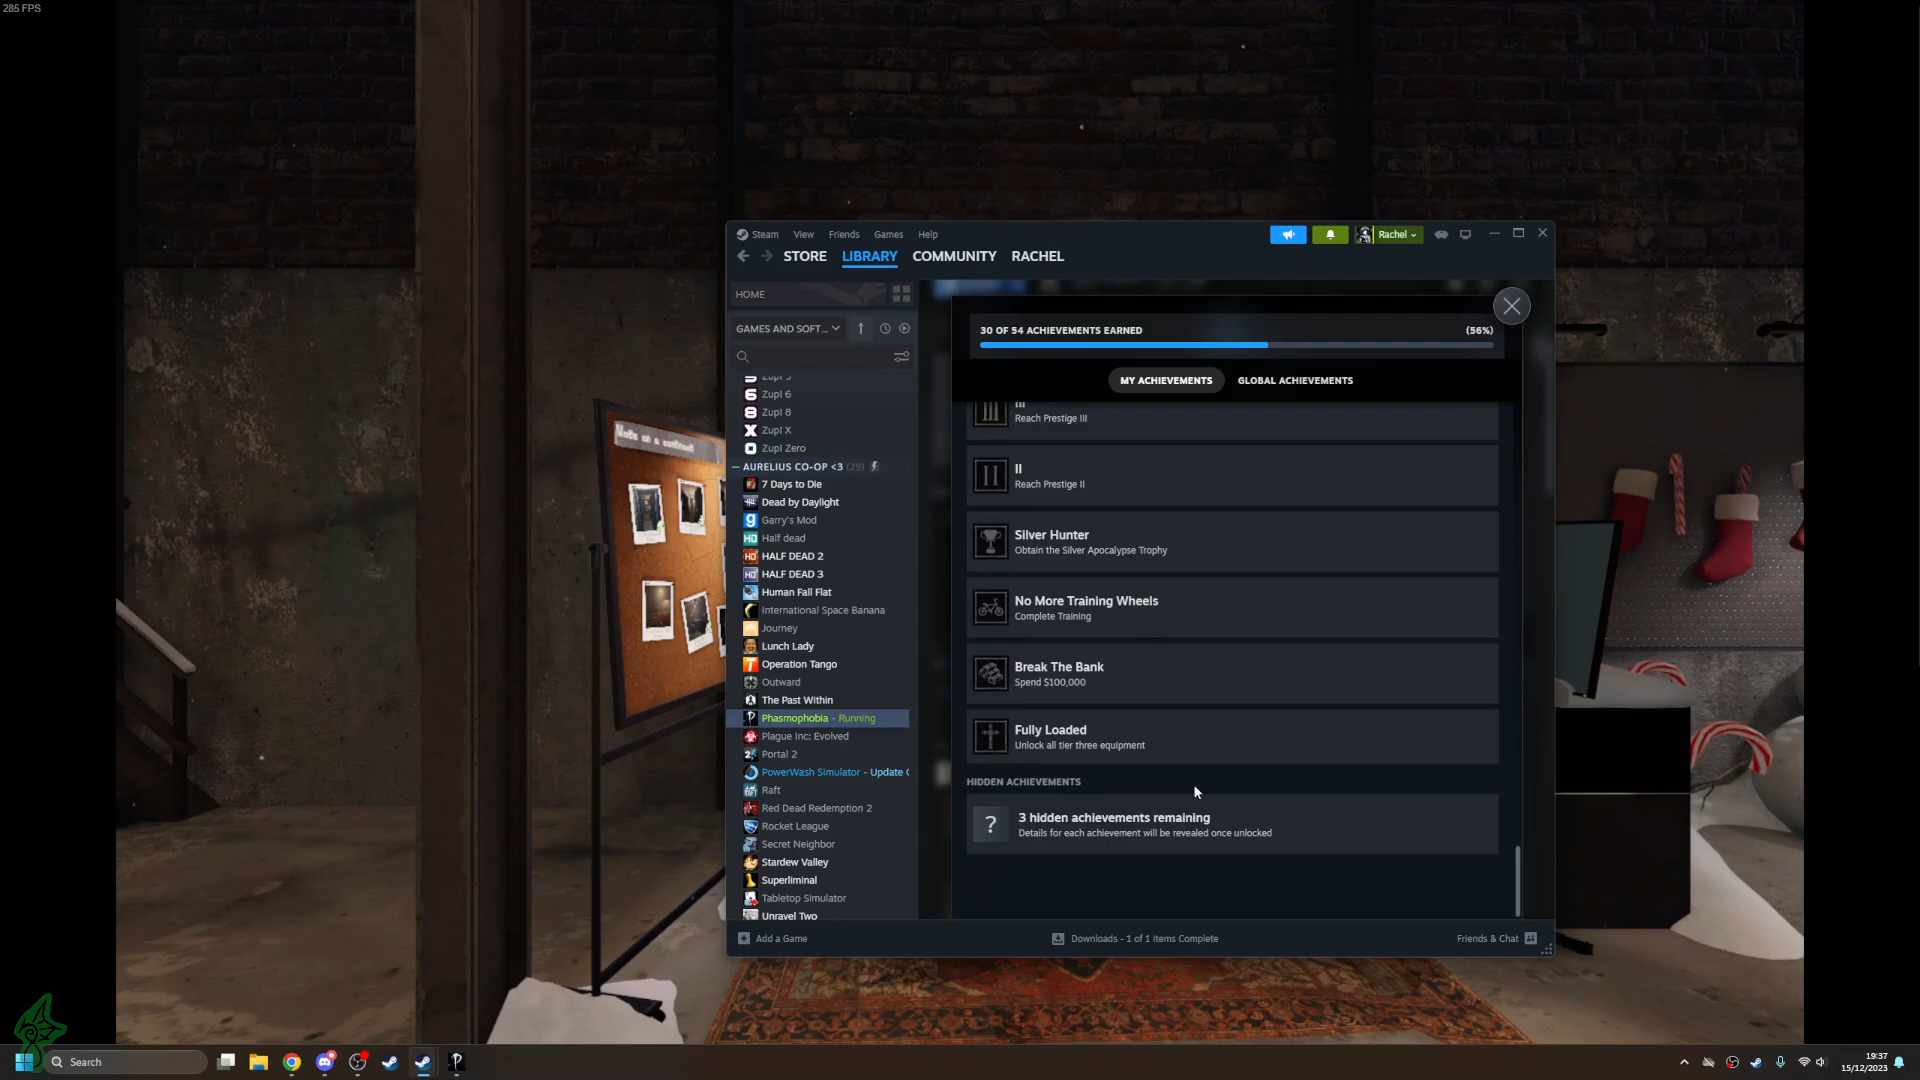 285 FPS
Steam View Friends Games Help
Rachel
STORE LIBRARY COMMUNITY RACHEL
HOME
GAMES AND SOFT...
Zupl 6
Zupl 8
Zupl X
Zupl Zero
AURELIUS CO-OP <3 (29)
7 Days to Die
Dead by Daylight
Garry's Mod
Half dead
HALF DEAD 2
HALF DEAD 3
Human Fall Flat
International Space Banana
Journey
Lunch Lady
Operation Tango
Outward
The Past Within
Phasmophobia - Running
Plague Inc: Evolved
Portal 2
PowerWash Simulator - Update
Raft
Red Dead Redemption 2
Rocket League
Secret Neighbor
Stardew Valley
Superliminal
Tabletop Simulator
Unravel Two
30 OF 54 ACHIEVEMENTS EARNED (56%)
MY ACHIEVEMENTS GLOBAL ACHIEVEMENTS
III
Reach Prestige III
II
Reach Prestige II
Silver Hunter
Obtain the Silver Apocalypse Trophy
No More Training Wheels
Complete Training
Break The Bank
Spend $100,000
Fully Loaded
Unlock all tier three equipment
HIDDEN ACHIEVEMENTS
? 3 hidden achievements remaining
Details for each achievement will be revealed once unlocked
Add a Game
Downloads - 1 of 1 Items Complete
Friends & Chat
Search
19:37
15/12/2023